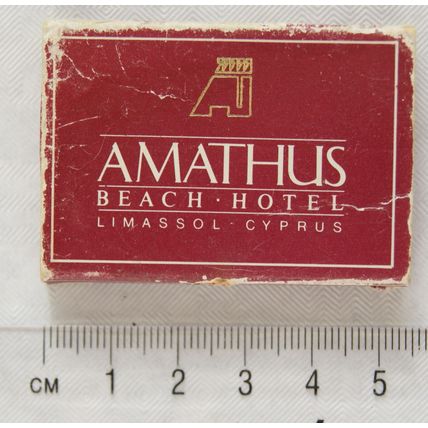 AMATHUS
BEACH · HOTEL
LIMASSOL · CYPRUS
CM 1 2 3 4 5